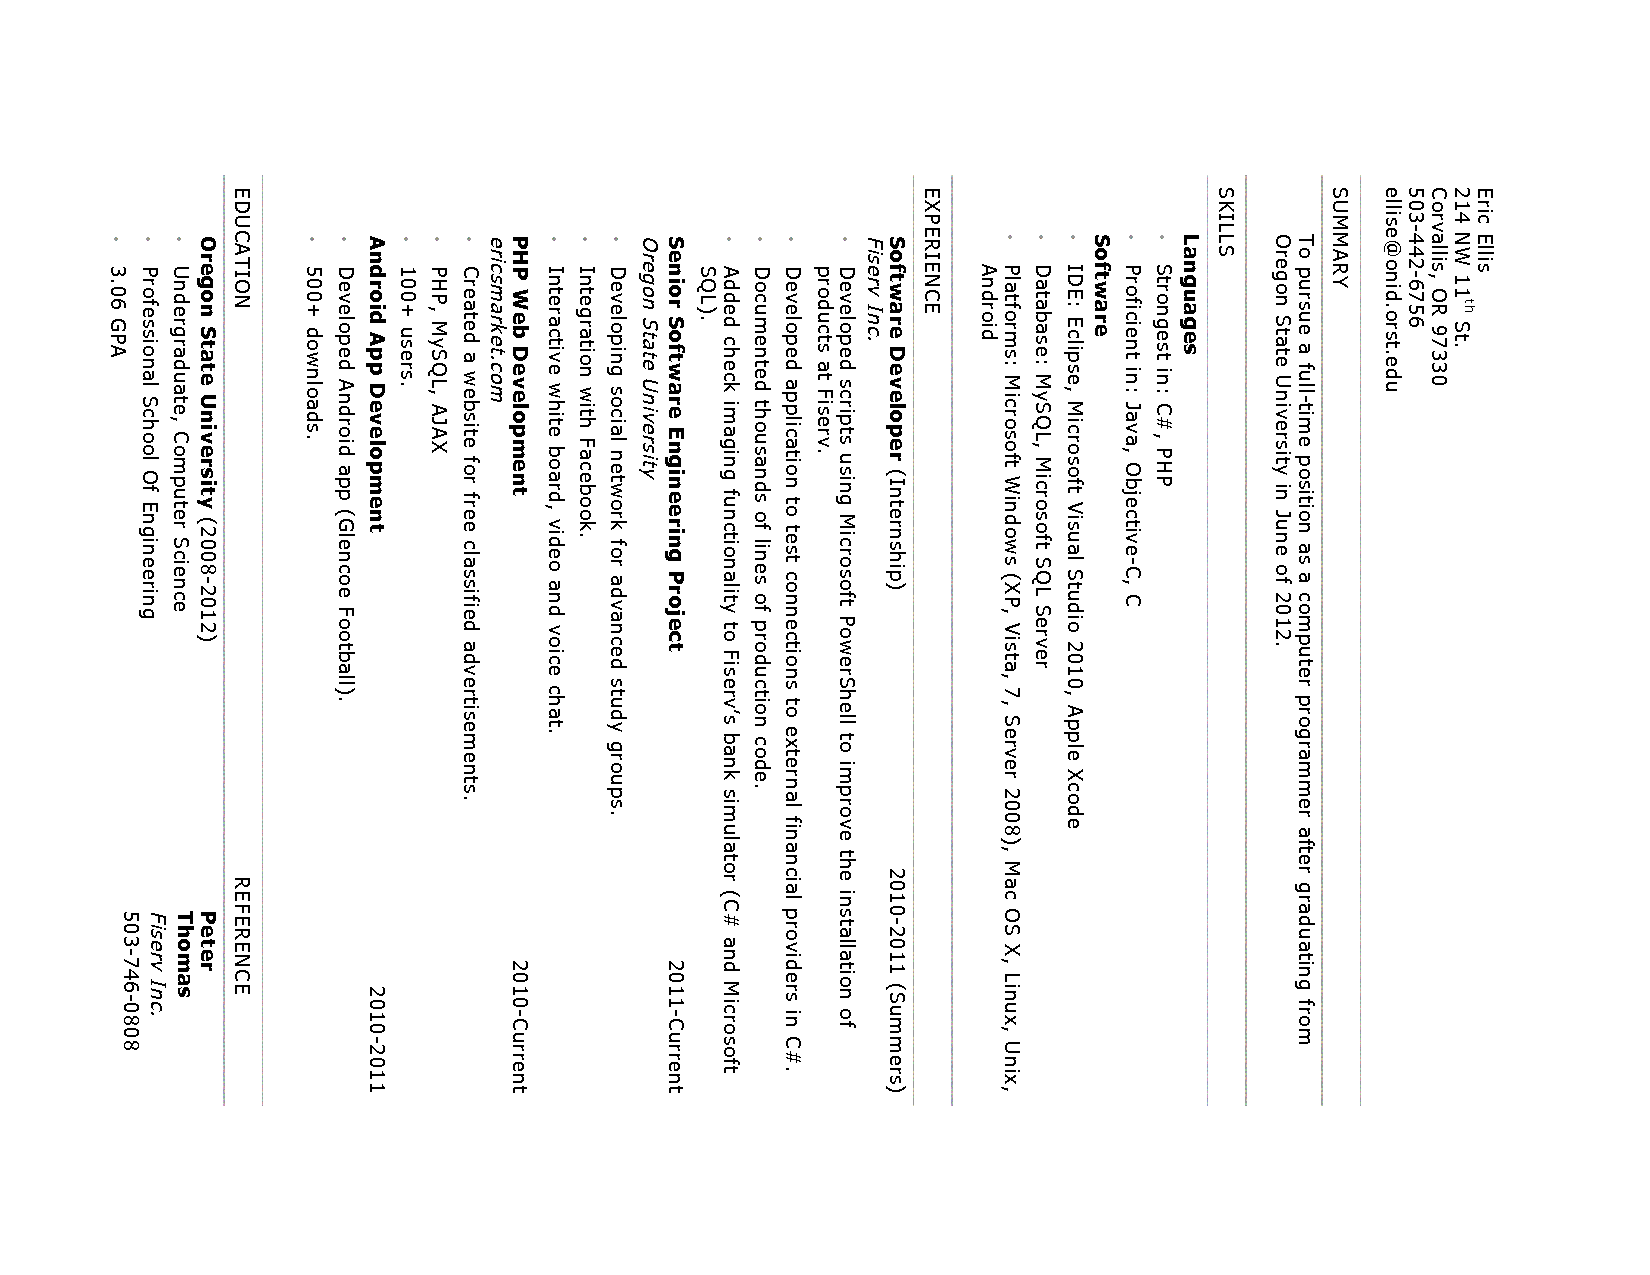 Eric Ellis
214 NW 11th St.
Corvallis, OR 97330
503-442-6756
ellise@onid.orst.edu
SUMMARY
To pursue a full-time position as a computer programmer after graduating from
Oregon State University in June of 2012.
SKILLS
Languages
· Strongest in: C#, PHP
· Proficient in: Java, Objective-C, C
Software
· IDE: Eclipse, Microsoft Visual Studio 2010, Apple Xcode
· Database: MySQL, Microsoft SQL Server
· Platforms: Microsoft Windows (XP, Vista, 7, Server 2008), Mac OS X, Linux, Unix,
Android
EXPERIENCE
Software Developer (Internship) 2010-2011 (Summers)
Fiserv Inc.
· Developed scripts using Microsoft PowerShell to improve the installation of
products at Fiserv.
· Developed application to test connections to external financial providers in C#.
· Documented thousands of lines of production code.
· Added check imaging functionality to Fiserv's bank simulator (C# and Microsoft
SQL).
Senior Software Engineering Project 2011-Current
Oregon State University
· Developing social network for advanced study groups.
· Integration with Facebook.
· Interactive white board, video and voice chat.
PHP Web Development 2010-Current
ericsmarket.com
· Created a website for free classified advertisements.
· PHP, MySQL, AJAX
· 100+ users.
Android App Development 2010-2011
· Developed Android app (Glencoe Football).
· 500+ downloads.
EDUCATION
Oregon State University (2008-2012)
· Undergraduate, Computer Science
· Professional School Of Engineering
· 3.06 GPA
REFERENCE
Peter
Thomas
Fiserv Inc.
503-746-0808